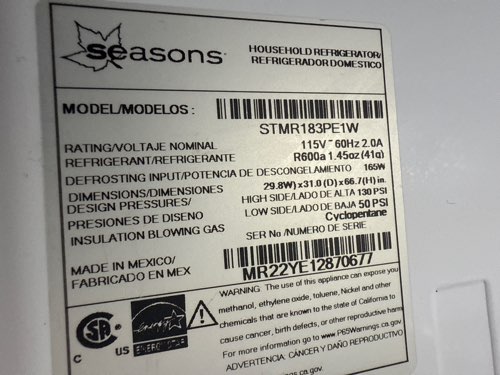 seasons
HOUSEHOLD REFRIGERATOR/
REFRIGERADOR DOMESTICO
MODEL/MODELOS :
STMR183PE1W
RATING/VOLTAJE NOMINAL 115V~60Hz 2.0A
REFRIGERANT/REFRIGERANTE R600a 1.45oz (41g)
DEFROSTING INPUT/POTENCIA DE DESCONGELAMIENTO 165W
DIMENSIONS/DIMENSIONES 29.8W) x31.0 (D) x66.7(H) in.
DESIGN PRESSURES/ HIGH SIDE/LADO DE ALTA 130 PSI
PRESIONES DE DISENO LOW SIDE/LADO DE BAJA 50 PSI
INSULATION BLOWING GAS Cyclopentane
SER No /NUMERO DE SERIE
MADE IN MEXICO/
FABRICADO EN MEX
MR22YE12870677
WARNING: The use of this appliance can expose you
methanol, ethylene oxide, toluene, Nickel and other
chemicals that are known to the state of California to
cause cancer, birth defects, or other reproductive harm
For more information go to www.P65Warnings.ca.gov
ADVERTENCIA: CÁNCER Y DAÑO REPRODUCTIVO
C US
energy
ENERGY STAR